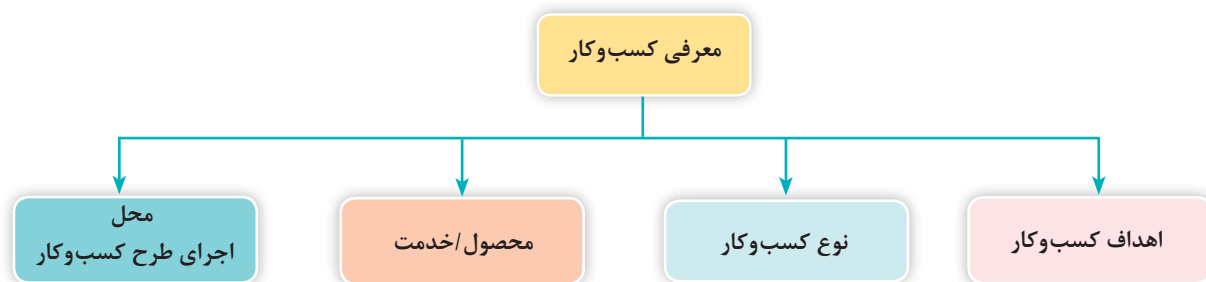 معرفی کسب‌وکار
اهداف کسب‌وکار
نوع کسب‌وکار
محصول/خدمت
محل
اجرای طرح کسب‌وکار